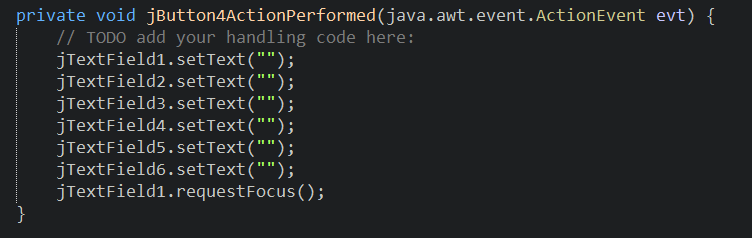 private void jButton4ActionPerformed(java.awt.event.ActionEvent evt) {
    // TODO add your handling code here:
    jTextField1.setText("");
    jTextField2.setText("");
    jTextField3.setText("");
    jTextField4.setText("");
    jTextField5.setText("");
    jTextField6.setText("");
    jTextField1.requestFocus();
}